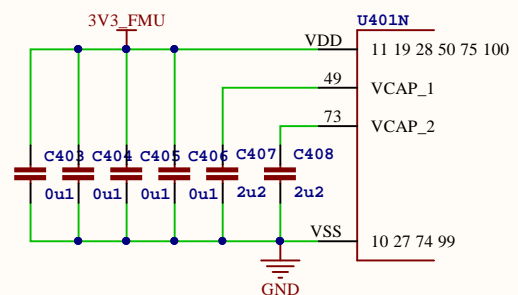 3V3_FMU
U401N
VDD
11 19 28 50 75 100
49
VCAP_1
73
VCAP_2
C403
C404
C405
C406
C407
C408
0u1
0u1
0u1
0u1
2u2
2u2
VSS
10 27 74 99
GND